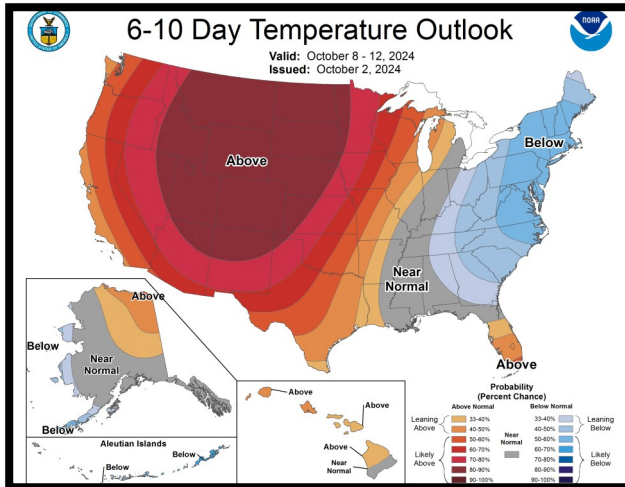 6-10 Day Temperature Outlook
Valid: October 8 - 12, 2024
Issued: October 2, 2024
NOAA
Above
Below
Near
Normal
Above
Above
Below
Near
Normal
Below
Aleutian Islands
Below
Below
Above
Above
Above
Near
Normal
Probability
(Percent Chance)
Above Normal
Below Normal
Leaning
Above
33-40%
40-50%
Likely
Above
50-60%
60-70%
70-80%
80-90%
90-100%
Near
Normal
33-40%
40-50%
Leaning
Below
50-60%
60-70%
70-80%
80-90%
90-100%
Likely
Below